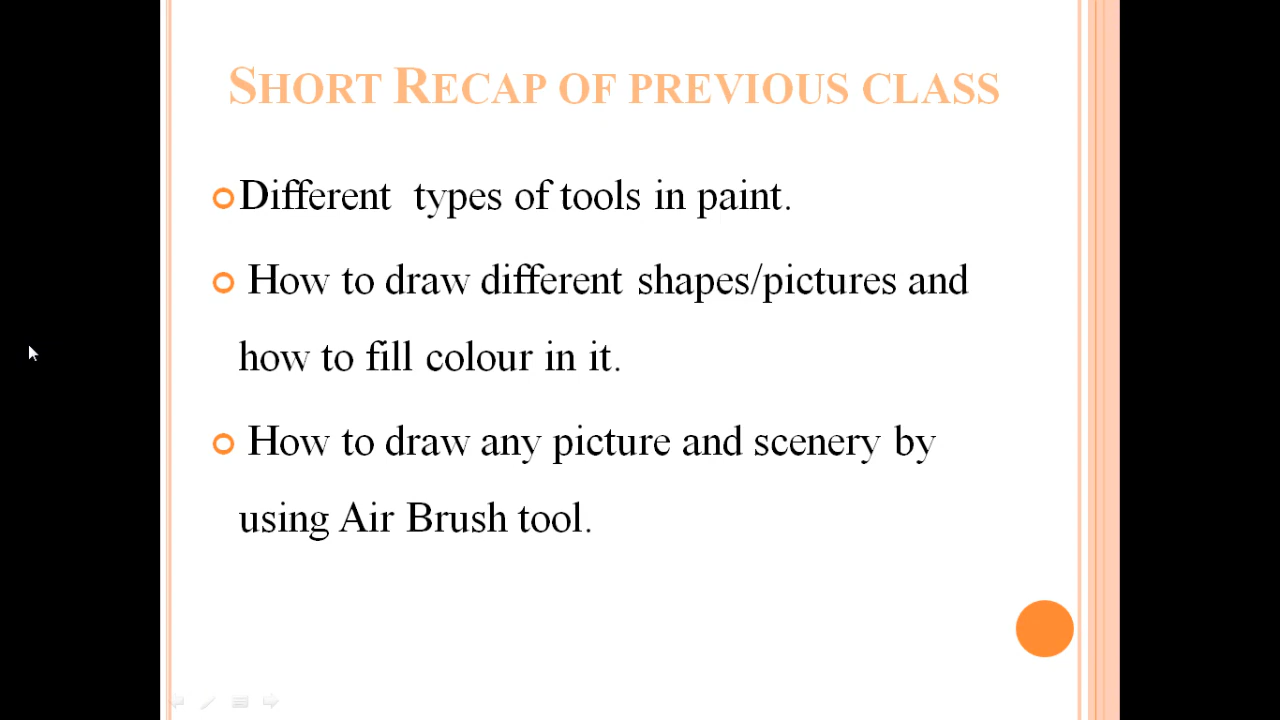 SHORT RECAP OF PREVIOUS CLASS
Different types of tools in paint.
How to draw different shapes/pictures and
how to fill colour in it.
How to draw any picture and scenery by
using Air Brush tool.